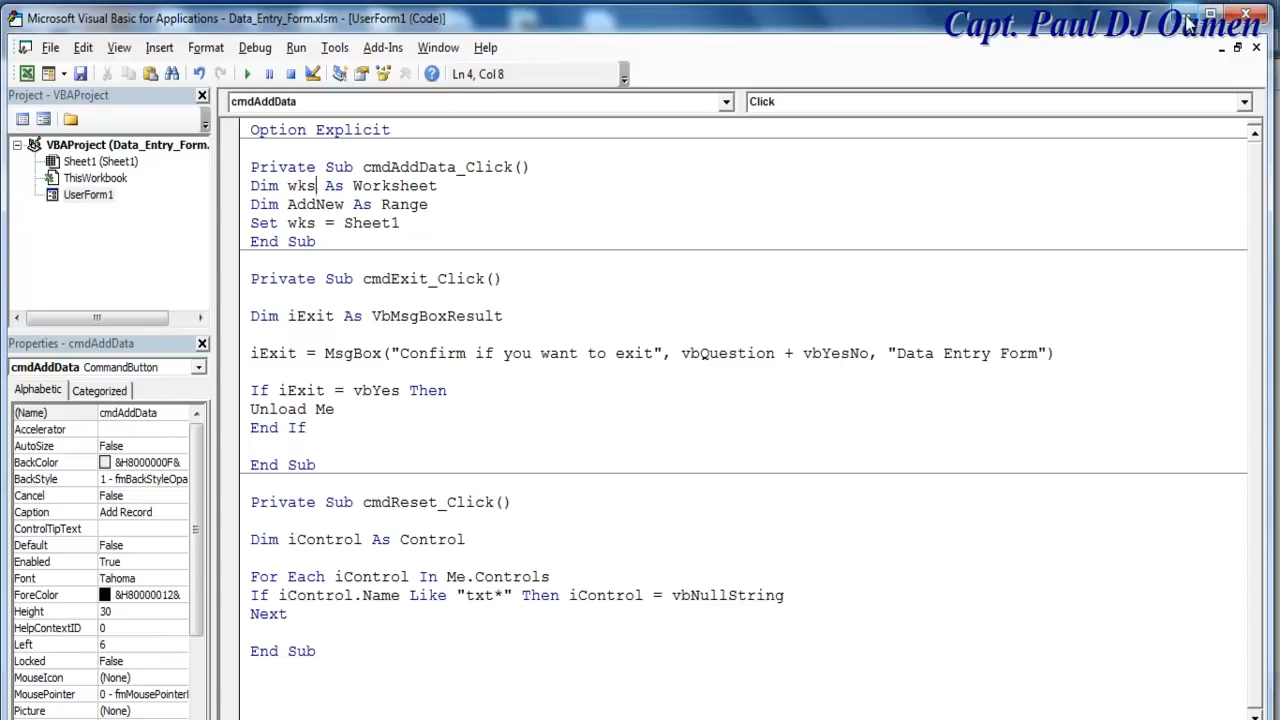 Microsoft Visual Basic for Applications - Data_Entry_Form.xlsm - [UserForm1 (Code)]
Capt. Paul DJ Oamen
File Edit View Insert Format Debug Run Tools Add-Ins Window Help
Ln 4, Col 8
Project - VBAProject
VBAProject (Data_Entry_Form.
Sheet1 (Sheet1)
ThisWorkbook
UserForm1
Properties - cmdAddData
cmdAddData CommandButton
Alphabetic Categorized
(Name) cmdAddData
Accelerator
AutoSize False
BackColor &H8000000F&
BackStyle 1 - fmBackStyleOpa
Cancel False
Caption Add Record
ControlTipText
Default False
Enabled True
Font Tahoma
ForeColor &H80000012&
Height 30
HelpContextID 0
Left 6
Locked False
MouseIcon (None)
MousePointer 0 - fmMousePointerI
Picture (None)
cmdAddData Click
Option Explicit
Private Sub cmdAddData_Click()
Dim wks As Worksheet
Dim AddNew As Range
Set wks = Sheet1
End Sub
Private Sub cmdExit_Click()
Dim iExit As VbMsgBoxResult
iExit = MsgBox("Confirm if you want to exit", vbQuestion + vbYesNo, "Data Entry Form")
If iExit = vbYes Then
Unload Me
End If
End Sub
Private Sub cmdReset_Click()
Dim iControl As Control
For Each iControl In Me.Controls
If iControl.Name Like "txt*" Then iControl = vbNullString
Next
End Sub